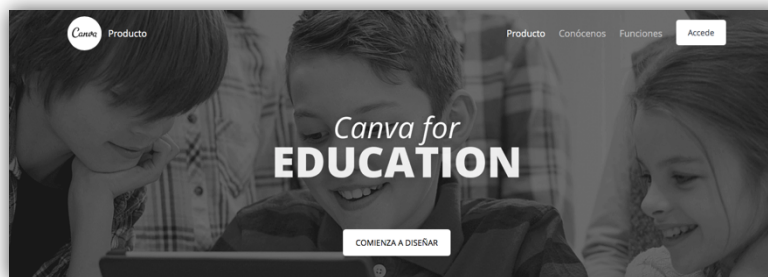 Canva Producto
Producto Conócenos Funciones Accede
Canva for
EDUCATION
COMIENZA A DISEÑAR